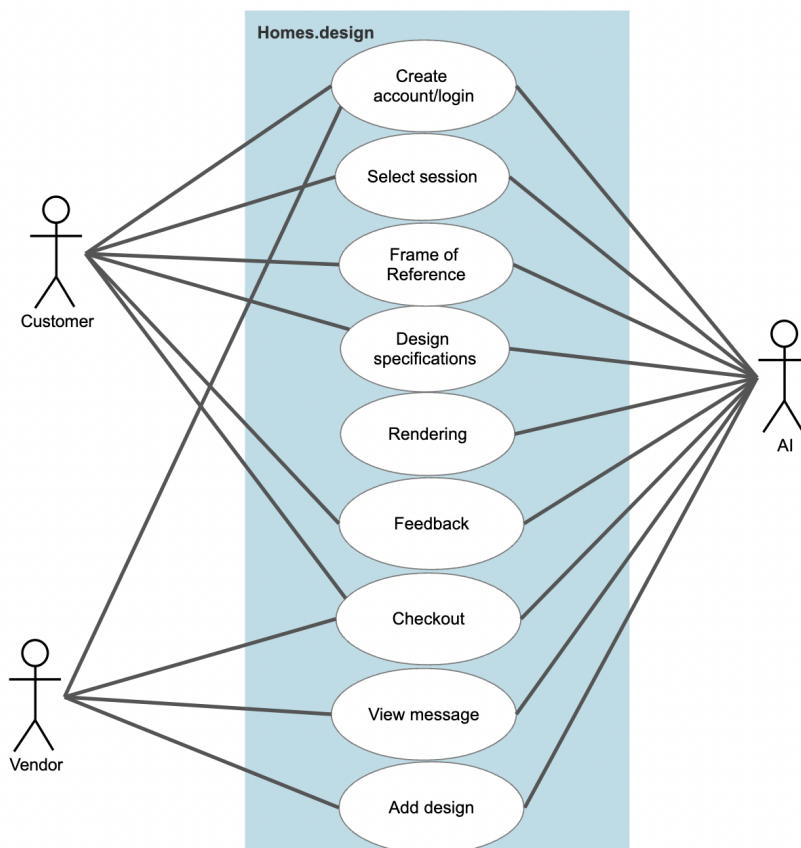 Homes.design
Create
account/login
Select session
Frame of
Reference
Customer
Design
specifications
Rendering
AI
Feedback
Checkout
View message
Vendor
Add design